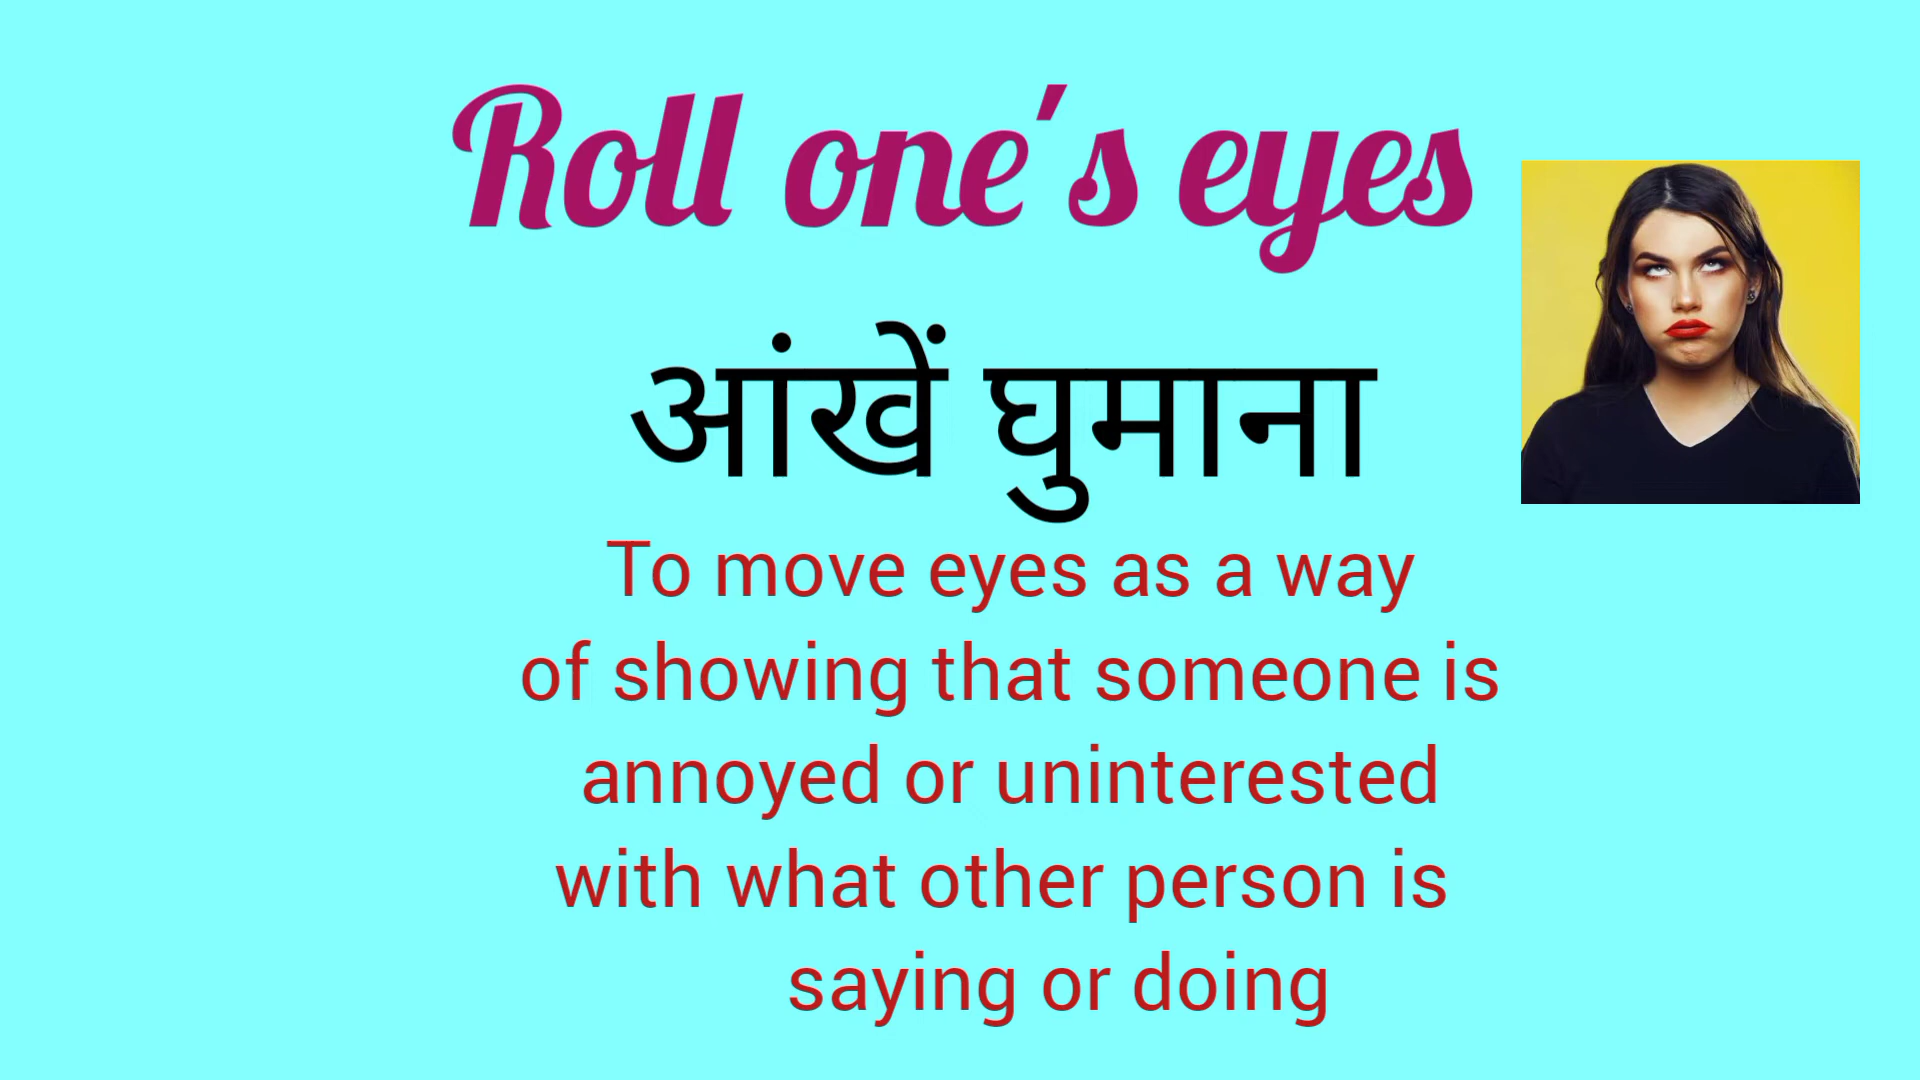 Roll one's eyes
आंखें घुमाना
To move eyes as a way
of showing that someone is
annoyed or uninterested
with what other person is
saying or doing